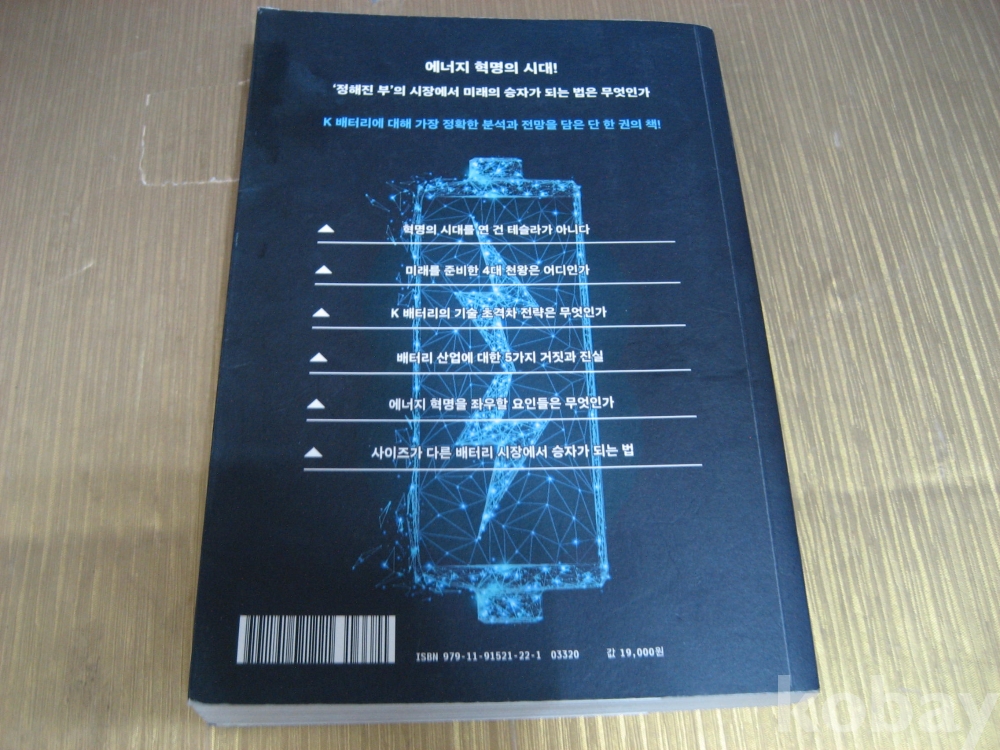 에너지 혁명의 시대!
'정해진 부'의 시장에서 미래의 승자가 되는 법은 무엇인가
K 배터리에 대해 가장 정확한 분석과 전망을 담은 단 한 권의 책!
혁명의 시대를 연 건 테슬라가 아니다
미래를 준비한 4대 천왕은 어디인가
K 배터리의 기술 초격차 전략은 무엇인가
배터리 산업에 대한 5가지 거짓과 진실
에너지 혁명을 좌우할 요인들은 무엇인가
사이즈가 다른 배터리 시장에서 승자가 되는 법
ISBN 979-11-91521-22-1 03320 값 19,000원
kobay